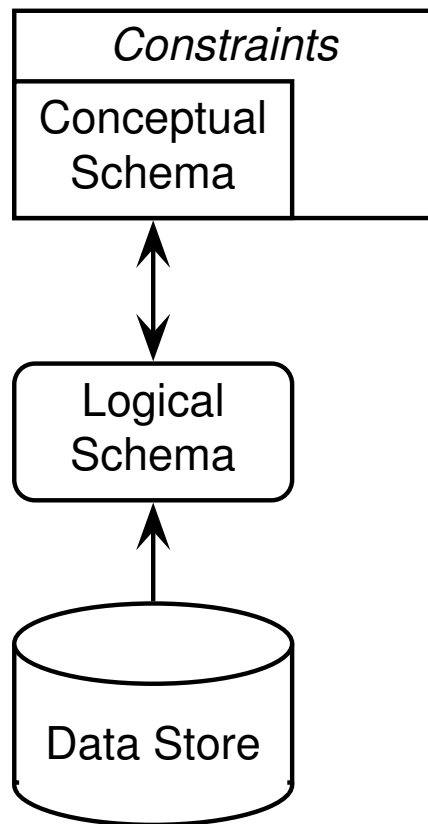 Constraints
Conceptual
Schema
Logical
Schema
Data Store